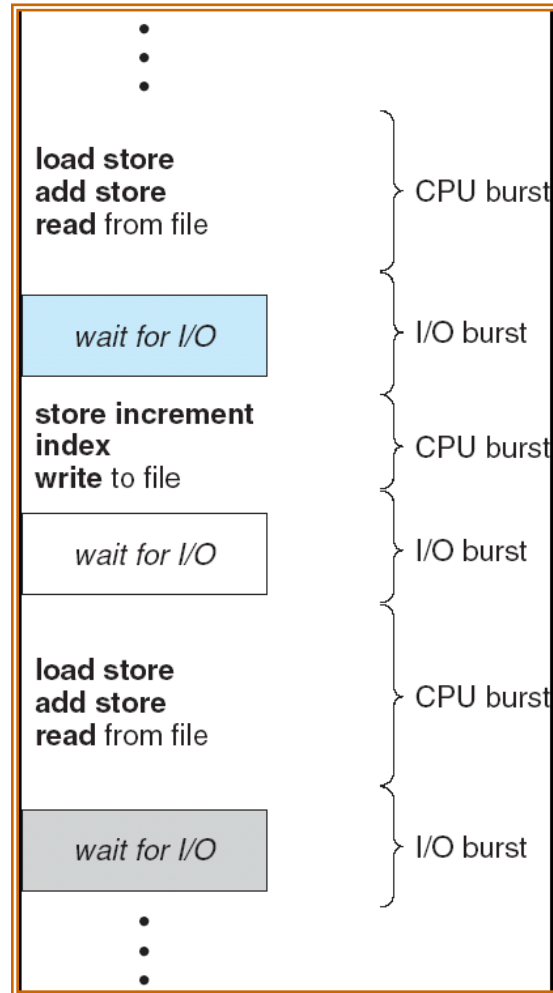 load store
add store
read from file
CPU burst
wait for I/O
I/O burst
store increment
index
write to file
CPU burst
wait for I/O
I/O burst
load store
add store
read from file
CPU burst
wait for I/O
I/O burst